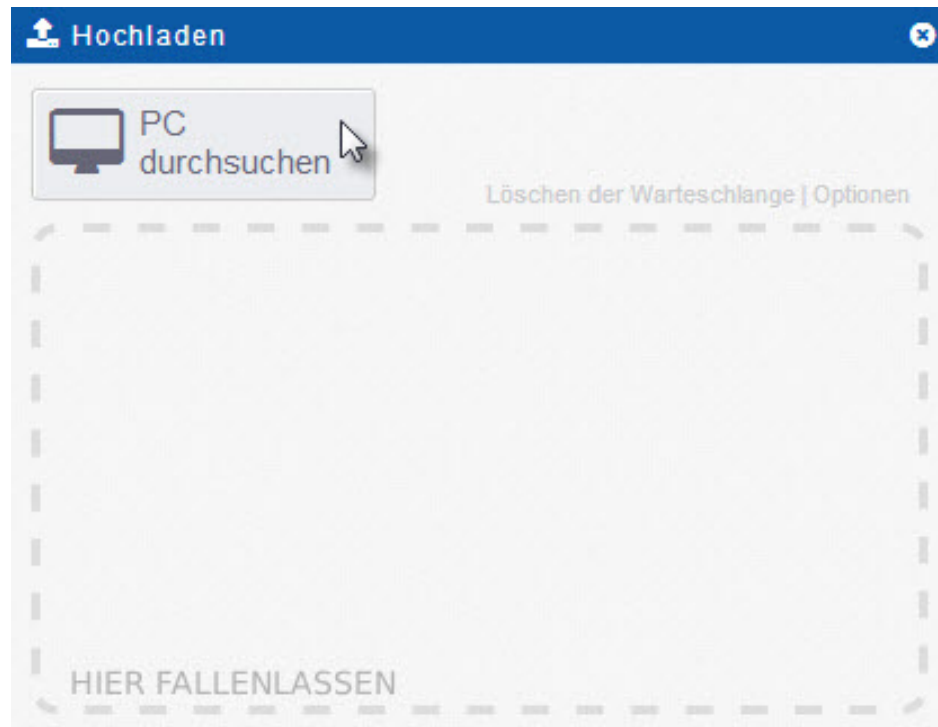 Hochladen
PC
durchsuchen
Löschen der Warteschlange | Optionen
HIER FALLENLASSEN